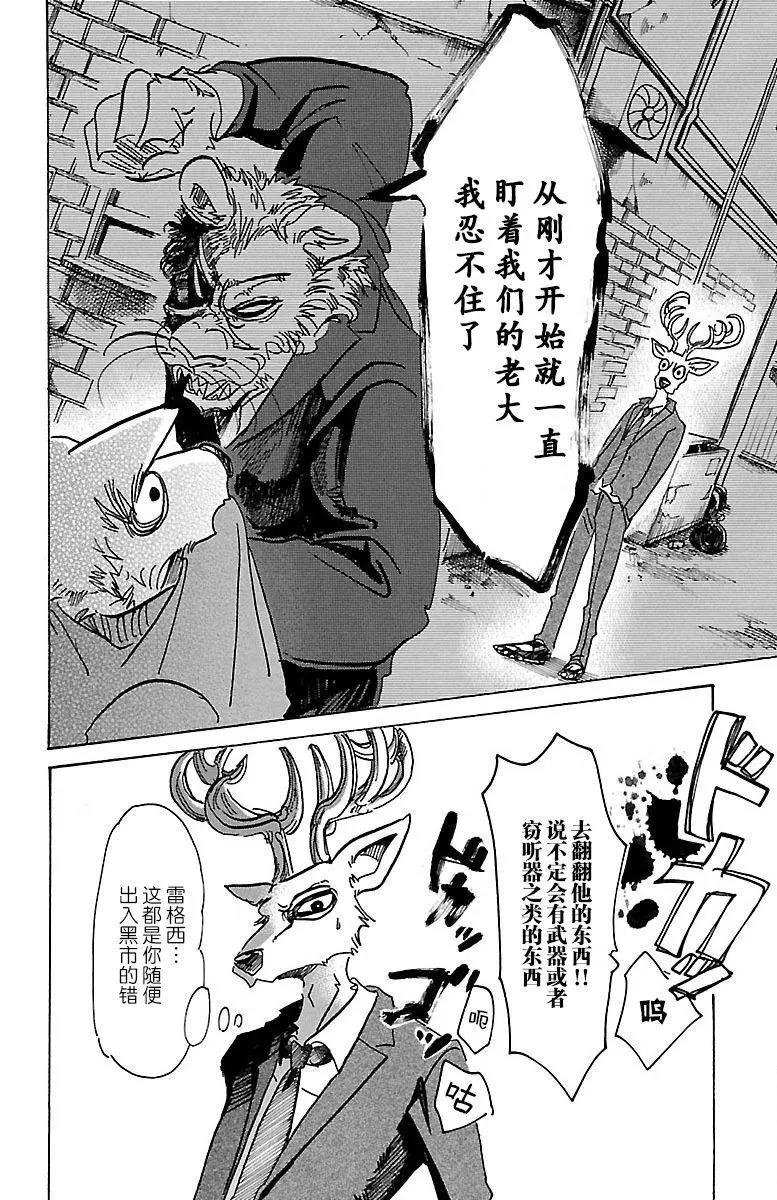 从刚才开始就一直
盯着我们的老大
我忍不住了
ドカッ
去翻翻他的东西!!
说不定会有武器或者
窃听器之类的东西
呜
ドッ
呃
咕
雷格西…
这都是你随便
出入黑市的错